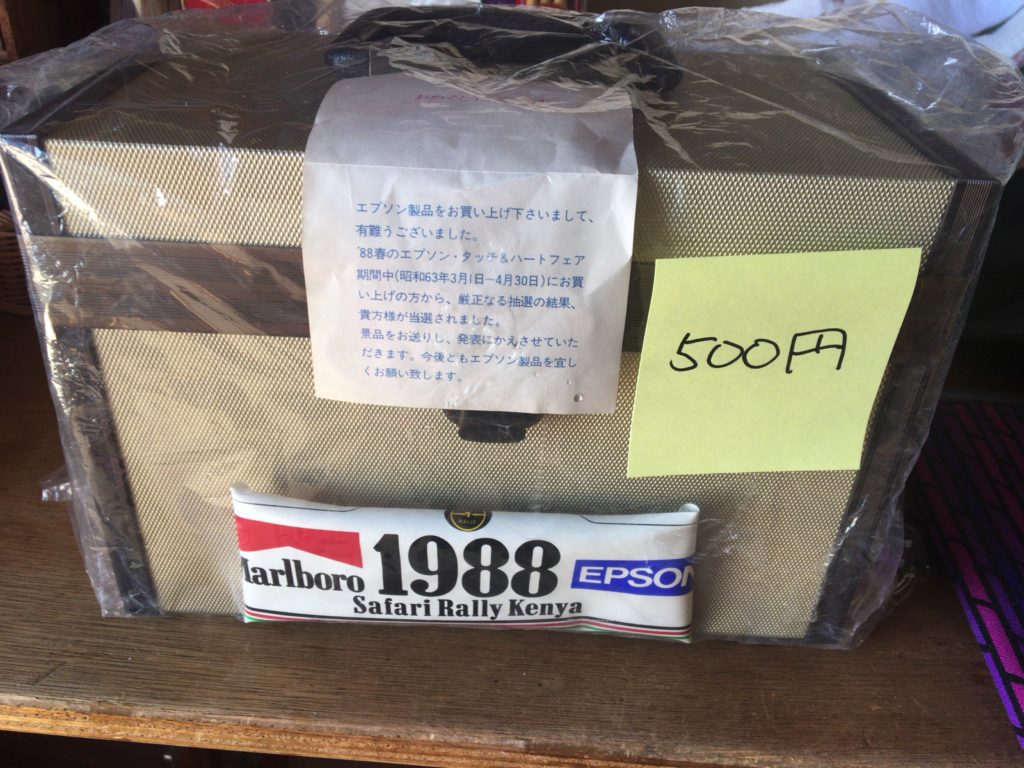 エプソン製品をお買い上げ下さいまして、
有難うございました。
'88春のエプソン・タッチ&ハートフェア
期間中(昭和63年3月1日~4月30日)にお買
い上げの方から、厳正なる抽選の結果、
貴方様が当選されました。
景品をお送りし、発表にかえさせていた
だきます。今後ともエプソン製品を宜し
くお願い致します。
500円
RALLY
Marlboro 1988 EPSON
Safari Rally Kenya